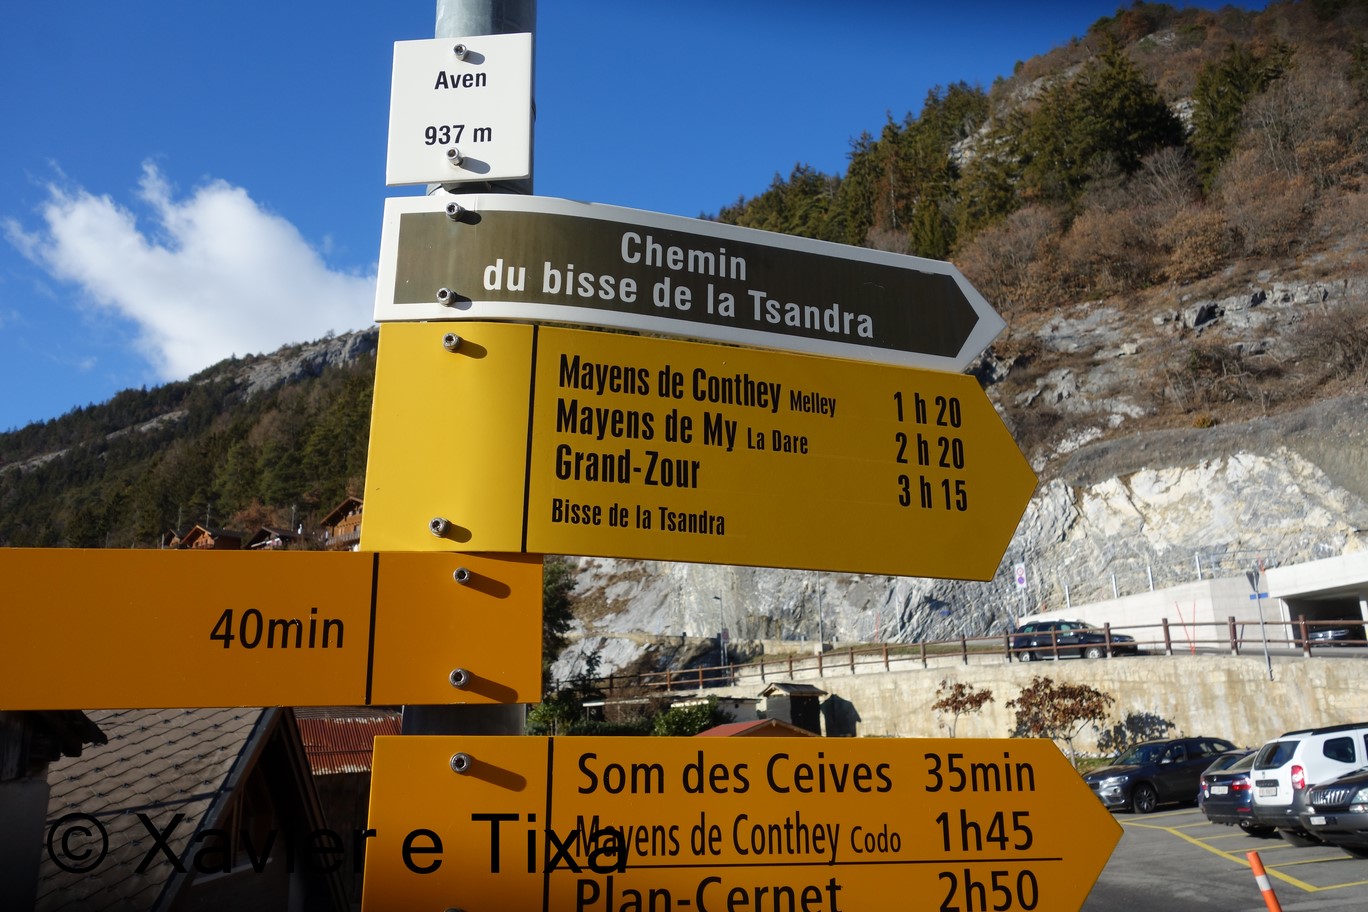 Aven
937 m
Chemin
du bisse de la Tsandra
Mayens de Conthey Melley 1 h 20
Mayens de My La Dare 2 h 20
Grand-Zour 3 h 15
Bisse de la Tsandra
40min
Som des Ceives 35min
Mayens de Conthey Codo 1h45
Plan-Cernet 2h50
© Xavier e Tixa